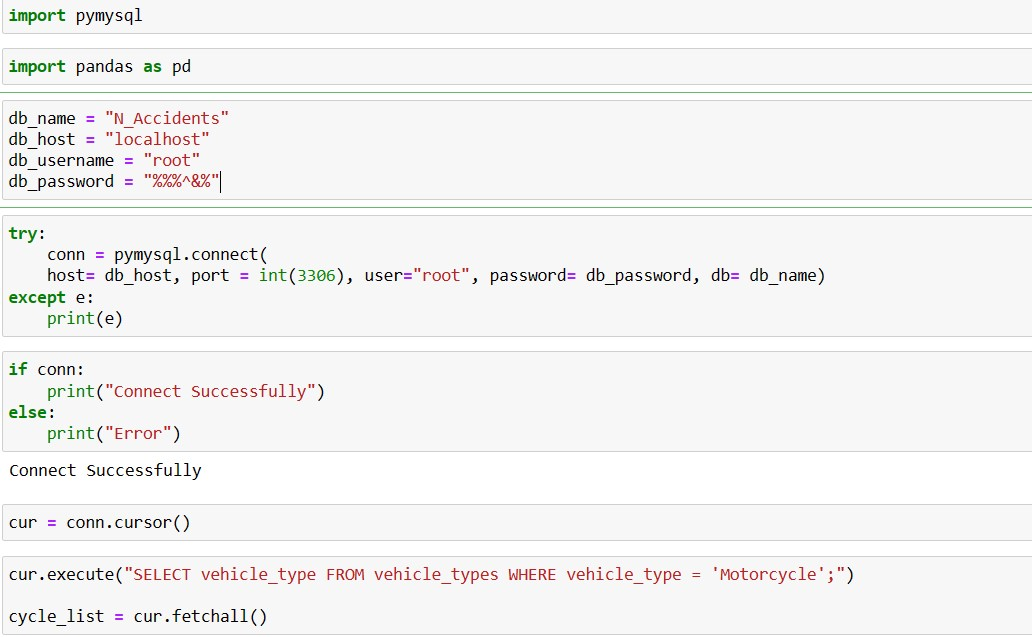 import pymysql
import pandas as pd
db_name = "N_Accidents"
db_host = "localhost"
db_username = "root"
db_password = "%%%^&%"
try:
    conn = pymysql.connect(
    host= db_host, port = int(3306), user="root", password= db_password, db= db_name)
except e:
    print(e)
if conn:
    print("Connect Successfully")
else:
    print("Error")
Connect Successfully
cur = conn.cursor()
cur.execute("SELECT vehicle_type FROM vehicle_types WHERE vehicle_type = 'Motorcycle';")
cycle_list = cur.fetchall()